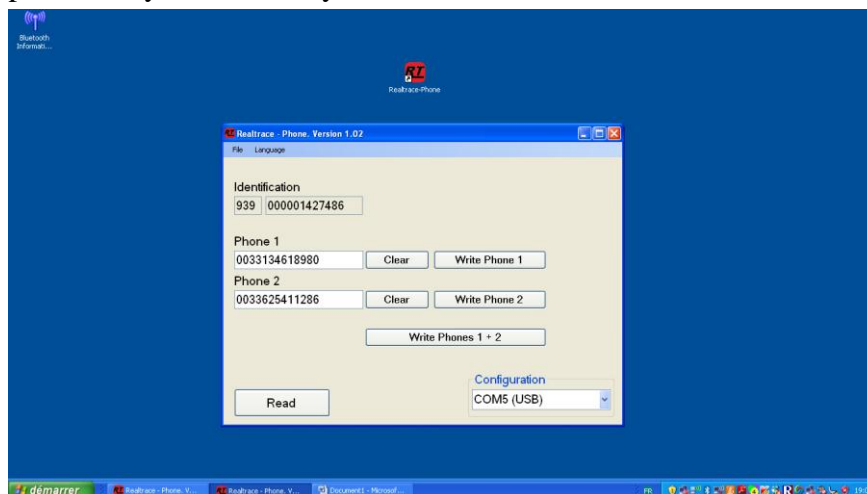 Bluetooth
Informati...
RT
Realtrace-Phone
Realtrace - Phone. Version 1.02
File Language
Identification
939 000001427486
Phone 1
0033134618980 Clear Write Phone 1
Phone 2
0033625411286 Clear Write Phone 2
Write Phones 1 + 2
Configuration
Read COM5 (USB)
démarrer Realtrace - Phone. V... Realtrace - Phone. V... Document1 - Microsof... FR